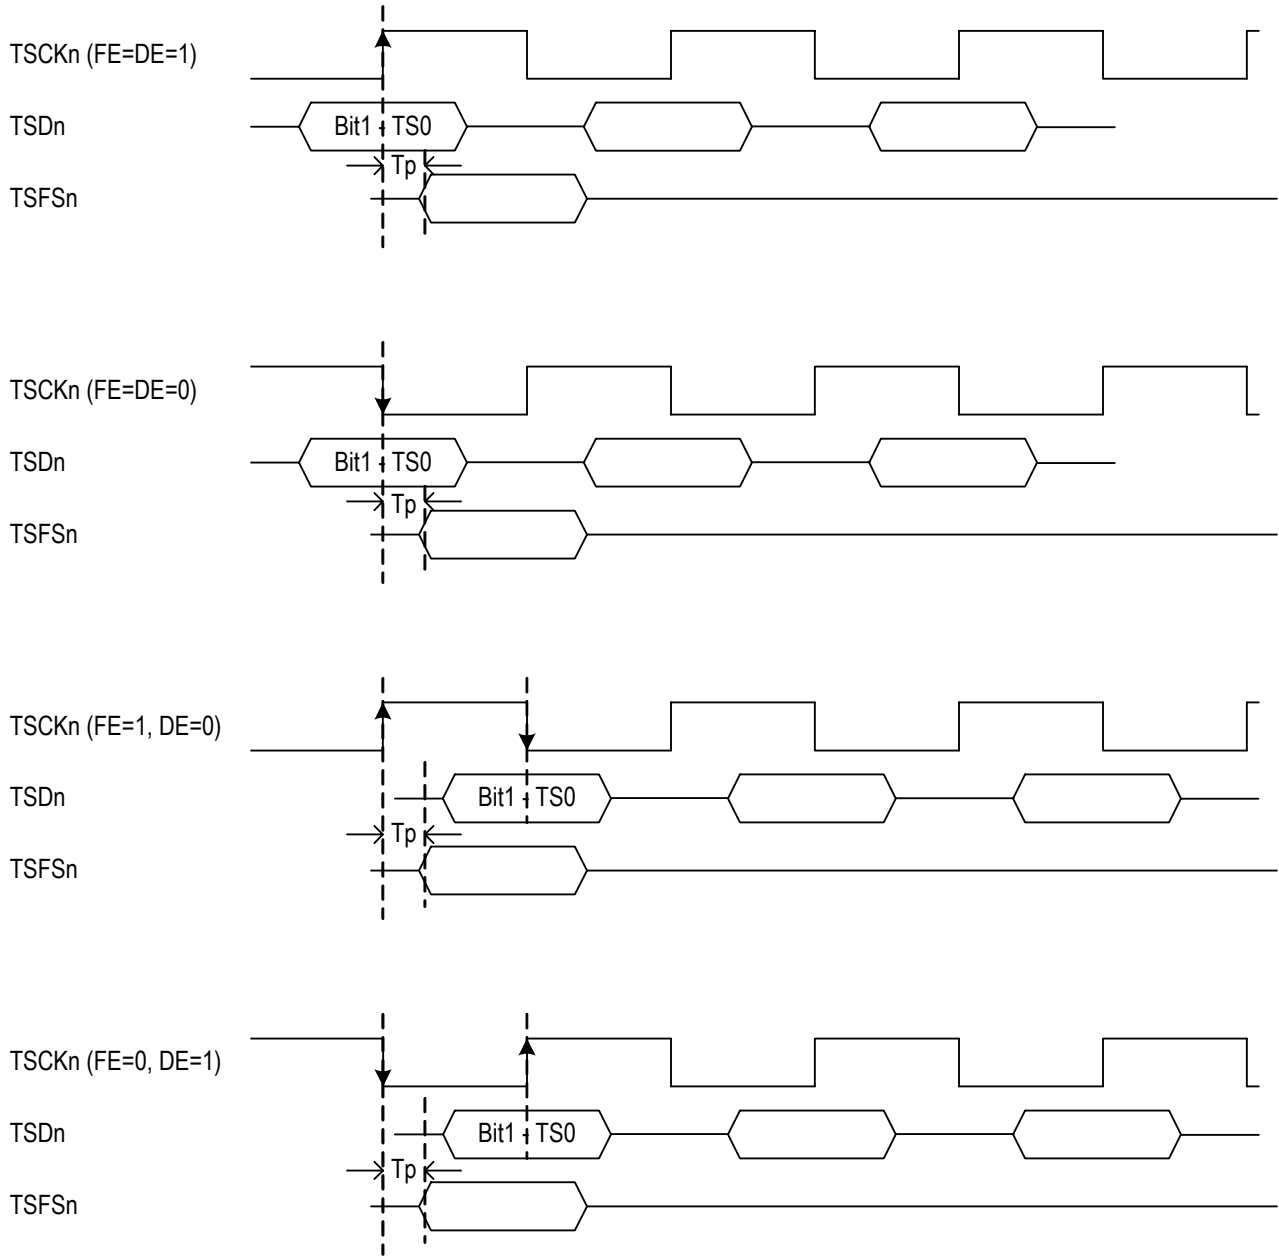 TSCKn (FE=DE=1)
TSDn
Bit1 - TS0
Tp
TSFSn
TSCKn (FE=DE=0)
TSDn
Bit1 - TS0
Tp
TSFSn
TSCKn (FE=1, DE=0)
TSDn
Bit1 - TS0
Tp
TSFSn
TSCKn (FE=0, DE=1)
TSDn
Bit1 - TS0
Tp
TSFSn